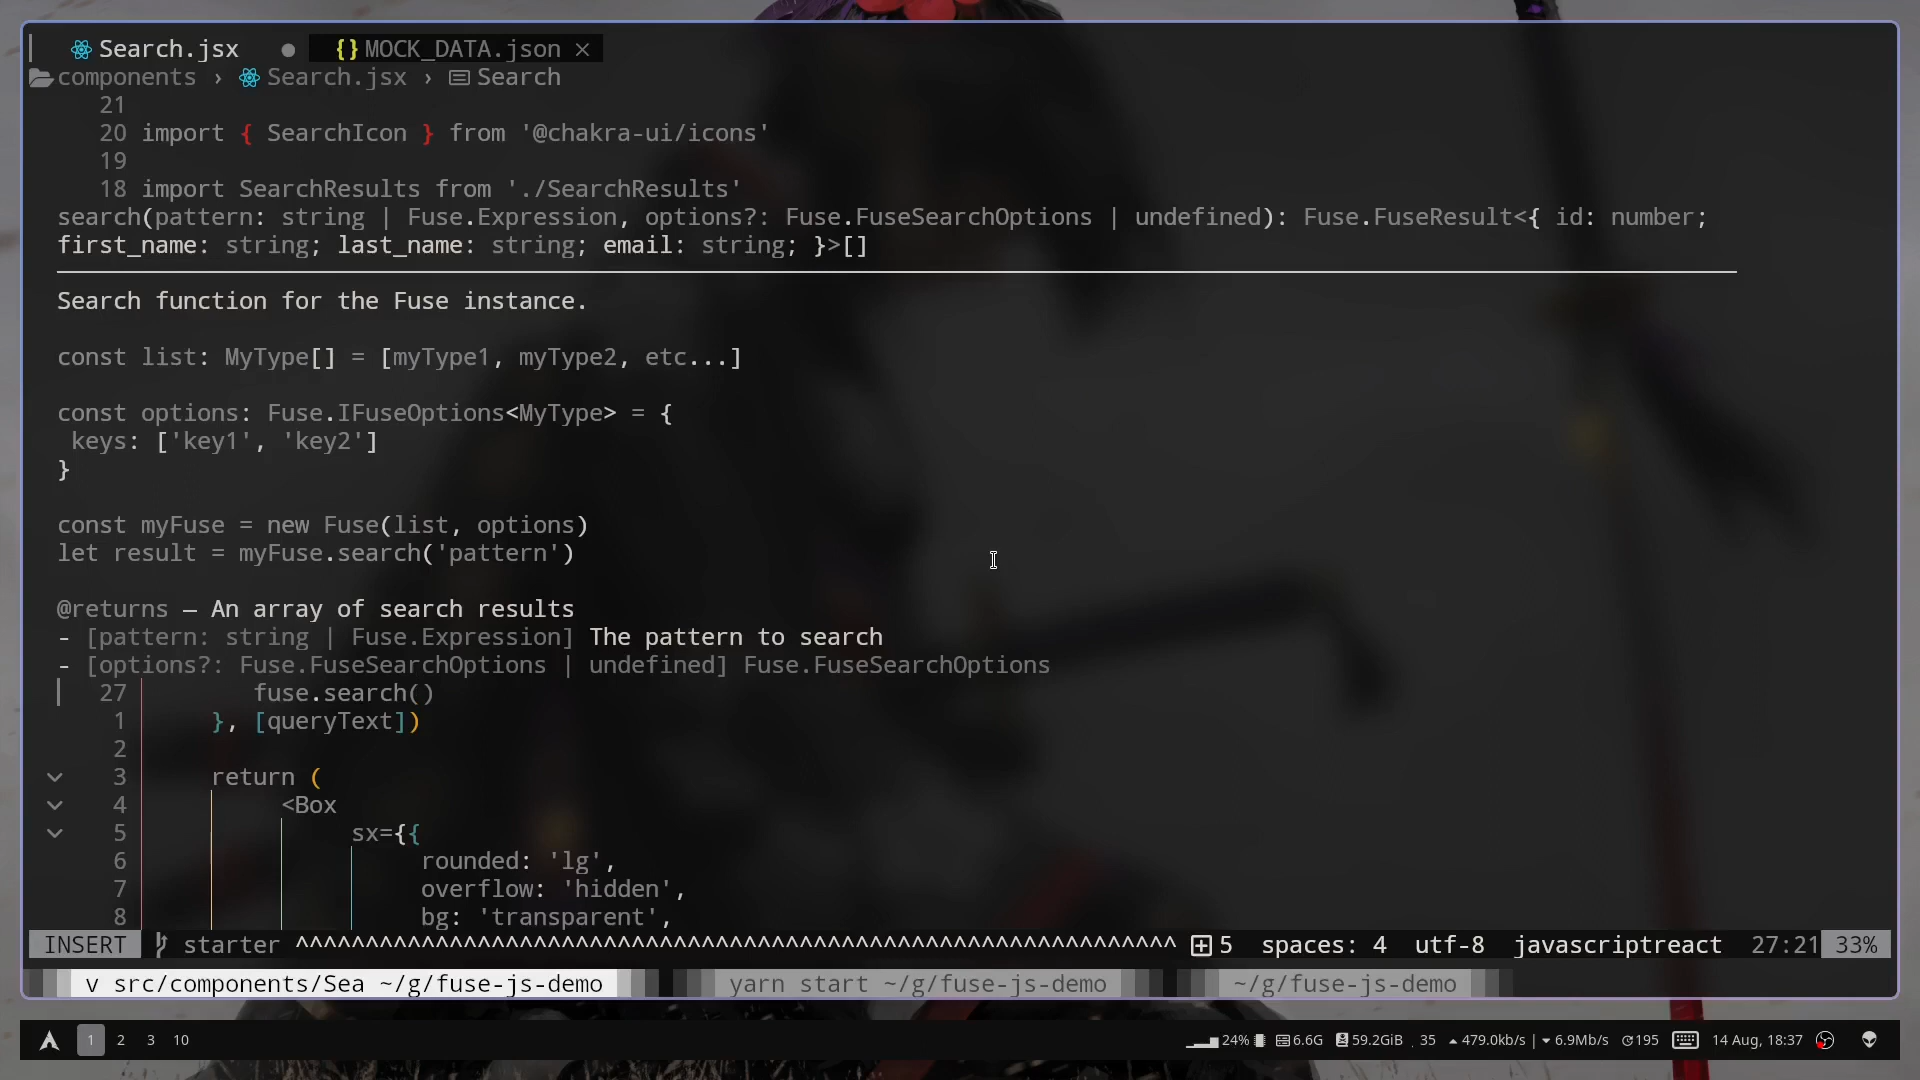 Search.jsx ● {} MOCK_DATA.json ×
components › Search.jsx › Search
21
20 import { SearchIcon } from '@chakra-ui/icons'
19
18 import SearchResults from './SearchResults'
search(pattern: string | Fuse.Expression, options?: Fuse.FuseSearchOptions | undefined): Fuse.FuseResult<{ id: number;
first_name: string; last_name: string; email: string; }>[]
Search function for the Fuse instance.
const list: MyType[] = [myType1, myType2, etc...]
const options: Fuse.IFuseOptions<MyType> = {
keys: ['key1', 'key2']
}
const myFuse = new Fuse(list, options)
let result = myFuse.search('pattern')
@returns — An array of search results
- [pattern: string | Fuse.Expression] The pattern to search
- [options?: Fuse.FuseSearchOptions | undefined] Fuse.FuseSearchOptions
27 fuse.search()
1 }, [queryText])
2
3 return (
4 <Box
5 sx={{
6 rounded: 'lg',
7 overflow: 'hidden',
8 bg: 'transparent',
INSERT starter ^^^^^^^^^^^^^^^^^^^^^^^^^^^^^^^^^^^^^^^^^^^^^^^^^^^^^^^^^^^^^^^ 5 spaces: 4 utf-8 javascriptreact 27:21 33%
v src/components/Sea ~/g/fuse-js-demo yarn start ~/g/fuse-js-demo ~/g/fuse-js-demo
1 2 3 10 24% 6.6G 59.2GiB 35 479.0kb/s | 6.9Mb/s 195 14 Aug, 18:37